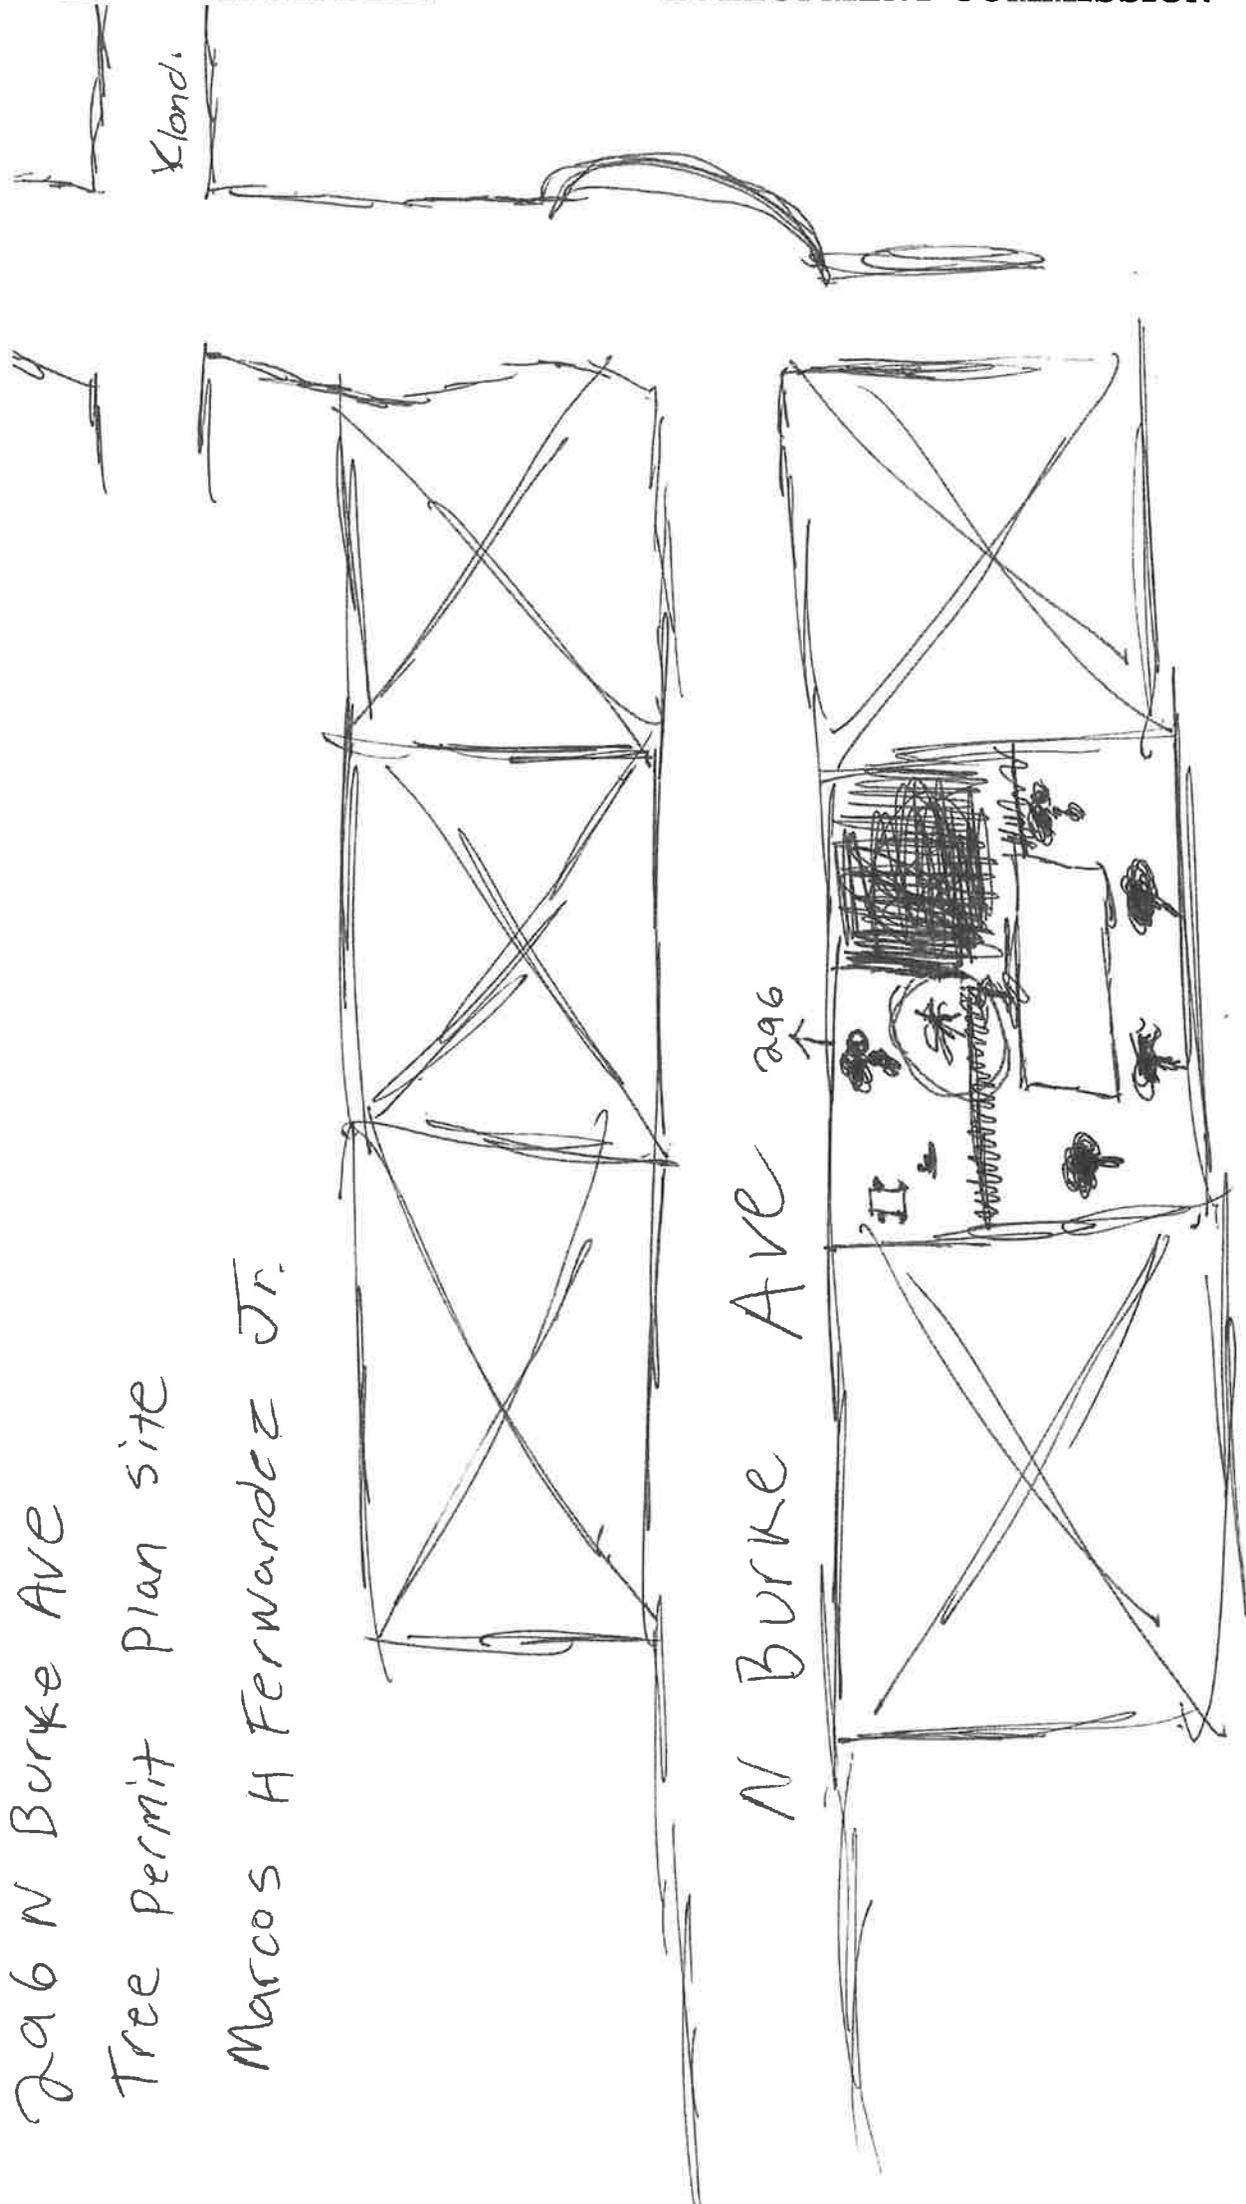 296 N Burke Ave
Tree Permit Plan site
Marcos H Fernandez Jr.
Klond.
N Burke Ave
296